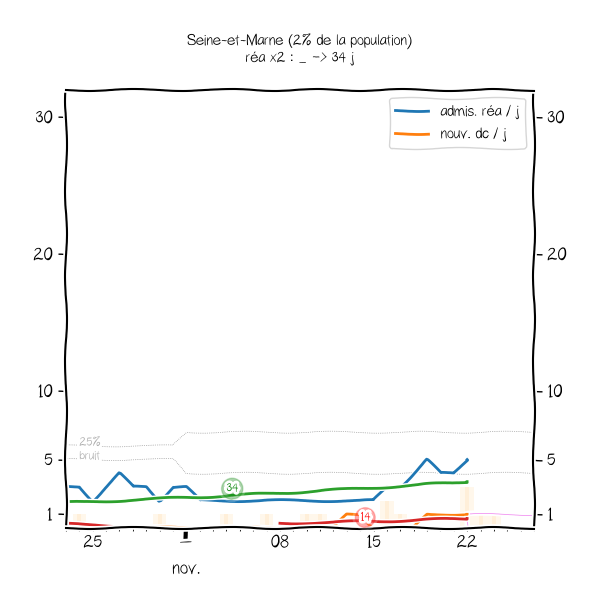 Seine-et-Marne (2% de la population)
réa x2 : _ -> 34 j
admis. réa / j
nouv. dc / j
30
30
20
20
10
10
25%
bruit
5
5
34
14
1
1
25
08
15
22
nov.